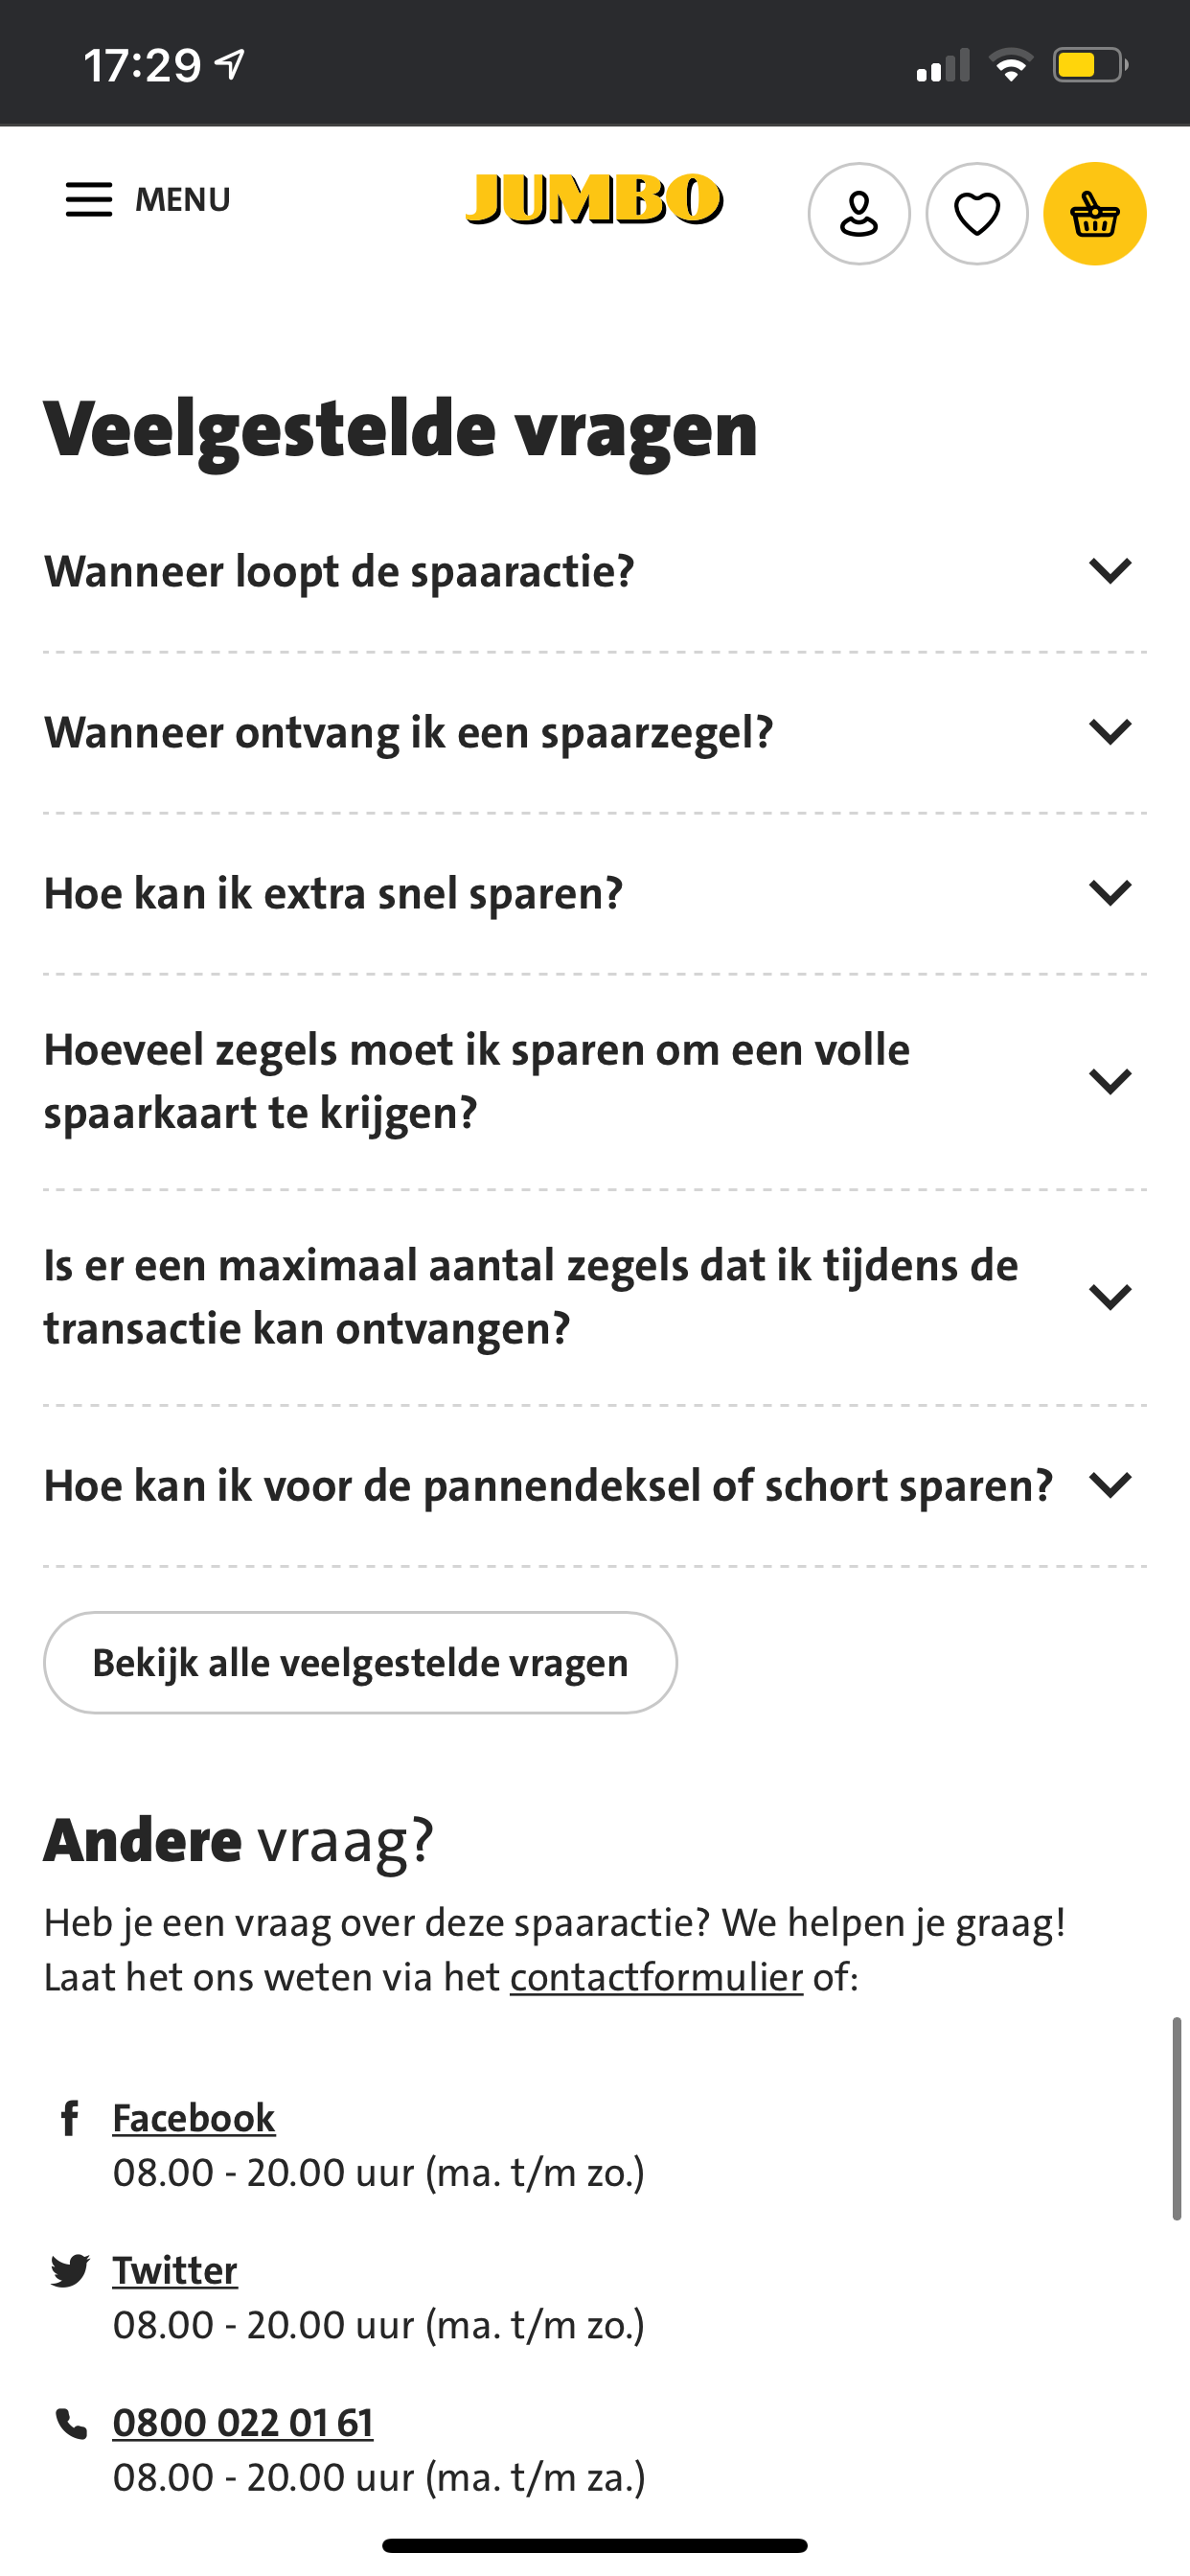 17:29
MENU
JUMBO
Veelgestelde vragen
Wanneer loopt de spaaractie?
Wanneer ontvang ik een spaarzegel?
Hoe kan ik extra snel sparen?
Hoeveel zegels moet ik sparen om een volle
spaarkaart te krijgen?
Is er een maximaal aantal zegels dat ik tijdens de
transactie kan ontvangen?
Hoe kan ik voor de pannendeksel of schort sparen?
Bekijk alle veelgestelde vragen
Andere vraag?
Heb je een vraag over deze spaaractie? We helpen je graag!
Laat het ons weten via het contactformulier of:
Facebook
08.00 - 20.00 uur (ma. t/m zo.)
Twitter
08.00 - 20.00 uur (ma. t/m zo.)
0800 022 01 61
08.00 - 20.00 uur (ma. t/m za.)